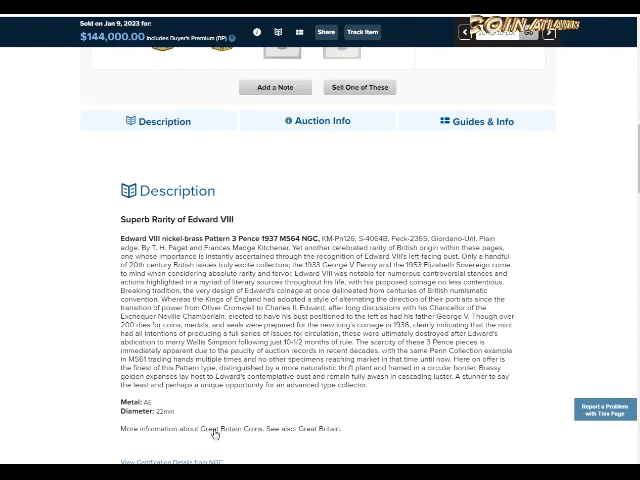 Sold on Jan 9, 2023 for:
$144,000.00 Includes Buyer's Premium (BP)
Share
Track Item
COIN ATLANTIS
Go
Add a Note
Sell One of These
Description
Auction Info
Guides & Info
Description
Superb Rarity of Edward VIII
Edward VIII nickel-brass Pattern 3 Pence 1937 MS64 NGC, KM-Pn126, S-4064B, Peck-2365, Giordano-Unl. Plain
edge. By T. H. Paget and Frances Madge Kitchener. Yet another celebrated rarity of British origin within these pages,
one whose importance is instantly ascertained through the recognition of Edward VIII's left facing bust. Only a handful
of 20th century British issues truly excite collectors; the 1933 George V Penny and the 1953 Elizabeth Sovereign come
to mind when considering absolute rarity and fervor. Edward VIII was notable for numerous controversial stances and
actions highlighted in a myriad of literary sources throughout his life, with his proposed coinage no less contentious.
Breaking tradition, the very design of Edward's coinage at once delineated from centuries of British numismatic
convention. Whereas the Kings of England had adopted a style of alternating the direction of their portraits since the
transition of power from Oliver Cromwell to Charles II, Edward, after long discussions with his Chancellor of the
Exchequer Neville Chamberlain, elected to have his bust positioned to the left as had his father George V. Though over
200 dies for coins, medals, and seals were prepared for the new king's coinage in 1936, clearly indicating that the mint
had all intentions of producing a full series of issues for circulation, these were ultimately destroyed after Edward's
abdication to marry Wallis Simpson following just 10-1/2 months of rule. The scarcity of these 3 Pence pieces is
immediately apparent due to the paucity of auction records in recent decades, with the same Penn Collection example
in MS61 trading hands multiple times and no other specimens reaching market in that time until now. Here on offer is
the finest of this Pattern type, distinguished by a more naturalistic thrift plant and framed in a circular border. Brassy
golden expanses lay host to Edward's contemplative bust and remain fully awash in cascading luster. A stunner to say
the least and perhaps a unique opportunity for an advanced type collector.
Metal: AE
Diameter: 22mm
More information about Great Britain Coins. See also: Great Britain.
Report a Problem
with This Page
View Certification Details from NGC